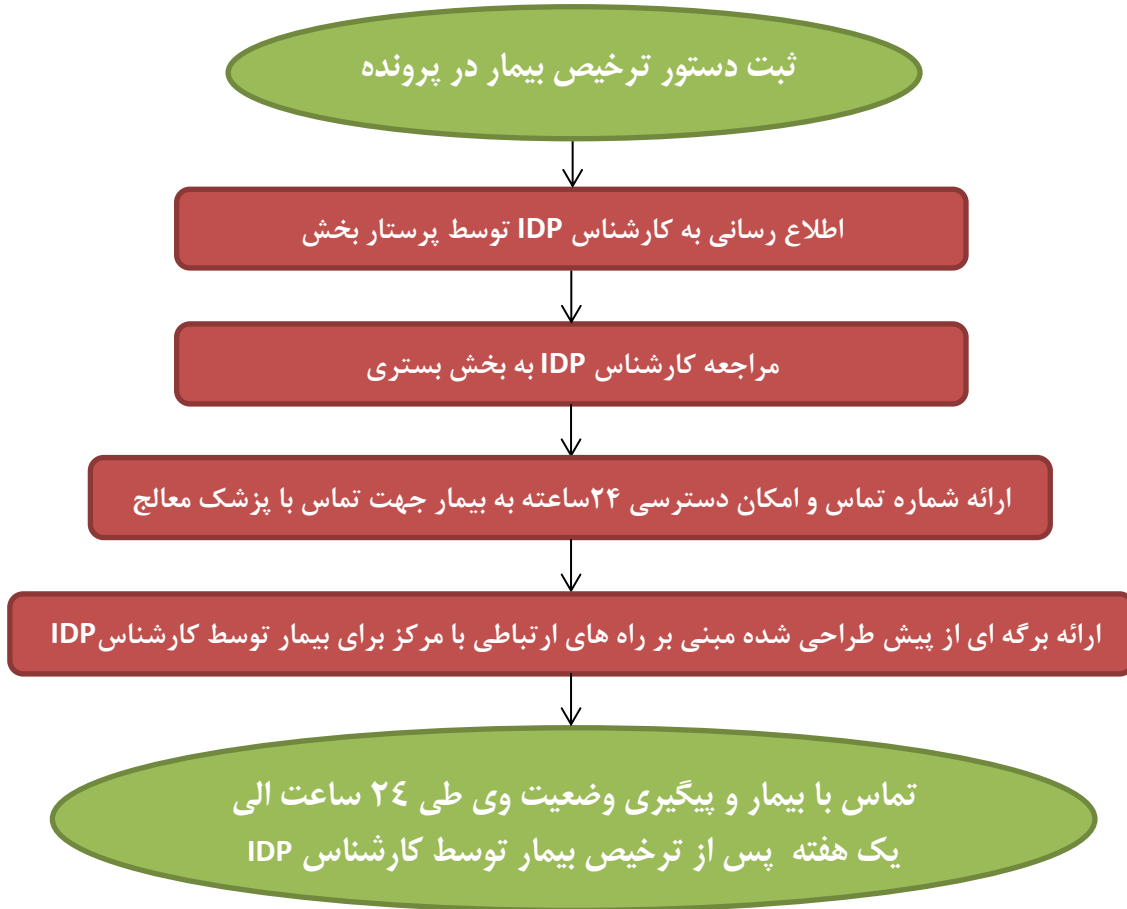 ثبت دستور ترخیص بیمار در پرونده
اطلاع رسانی به کارشناس IDP توسط پرستار بخش
مراجعه کارشناس IDP به بخش بستری
ارائه شماره تماس و امکان دسترسی ۲۴ساعته به بیمار جهت تماس با پزشک معالج
ارائه برگه ای از پیش طراحی شده مبنی بر راه های ارتباطی با مرکز برای بیمار توسط کارشناسIDP
تماس با بیمار و پیگیری وضعیت وی طی ٢٤ ساعت الی
یک هفته پس از ترخیص بیمار توسط کارشناس IDP